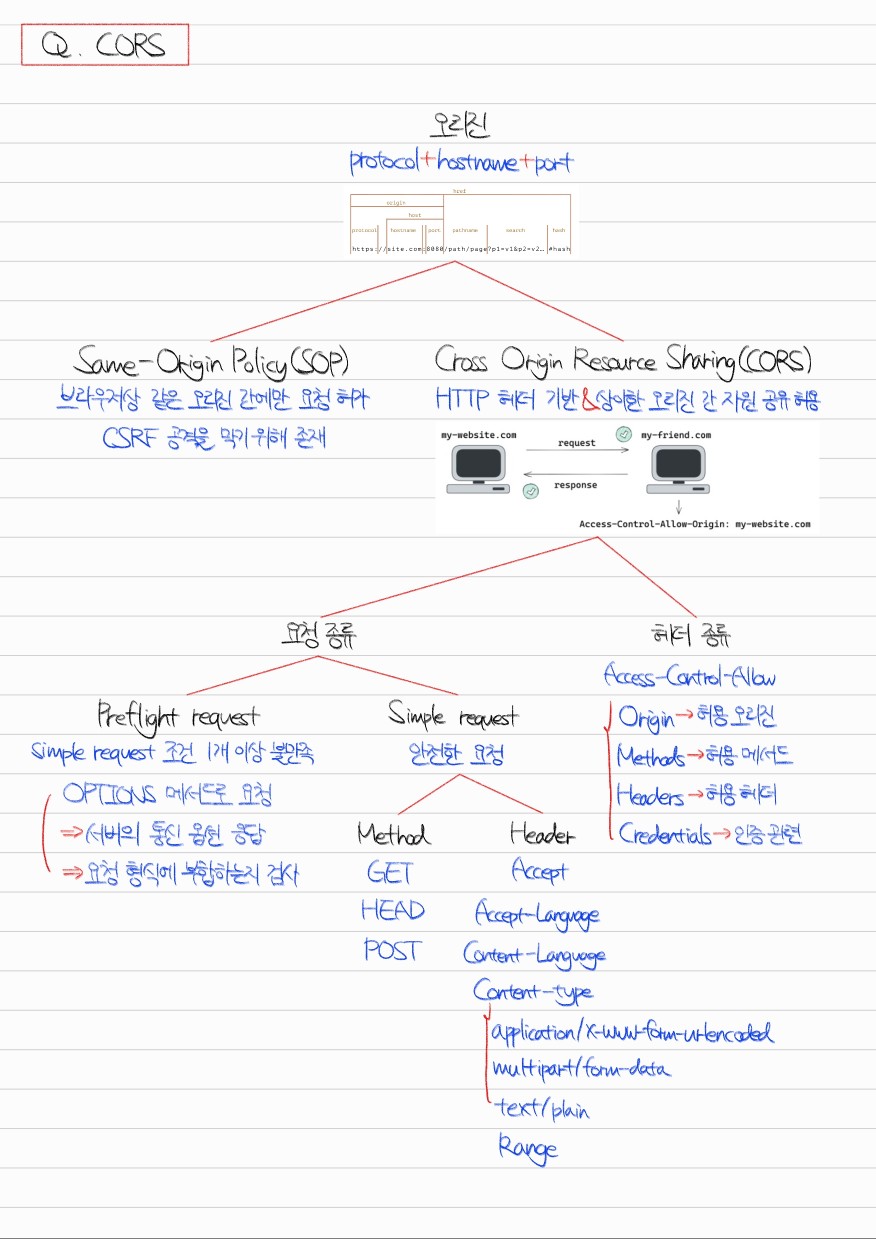 Q. CORS
오리진
protocol+hostname+port
href
origin
host
protocol hostname port pathname search hash
https://site.com:8080/path/page?p1=v1&p2=v2… #hash
Same-Origin Policy(SOP)
브라우저상 같은 오리진 간에만 요청 허가
CSRF 공격을 막기 위해 존재
Cross Origin Resource Sharing(CORS)
HTTP 헤더 기반&상이한 오리진 간 자원 공유 허용
my-website.com
request
my-friend.com
response
Access-Control-Allow-Origin: my-website.com
요청 종류
Preflight request
Simple request 조건 1개 이상 불만족
OPTIONS 메서드로 요청
⇒서버의 통신 옵션 응답
⇒요청 형식에 부합하는지 검사
Simple request
안전한 요청
Method
GET
HEAD
POST
Header
Accept
Accept-Language
Content-Language
Content-type
application/x-www-form-urlencoded
multipart/form-data
text/plain
Range
헤더 종류
Access-Control-Allow
Origin→허용 오리진
Methods→허용 메서드
Headers→허용 헤더
Credentials→인증 관련